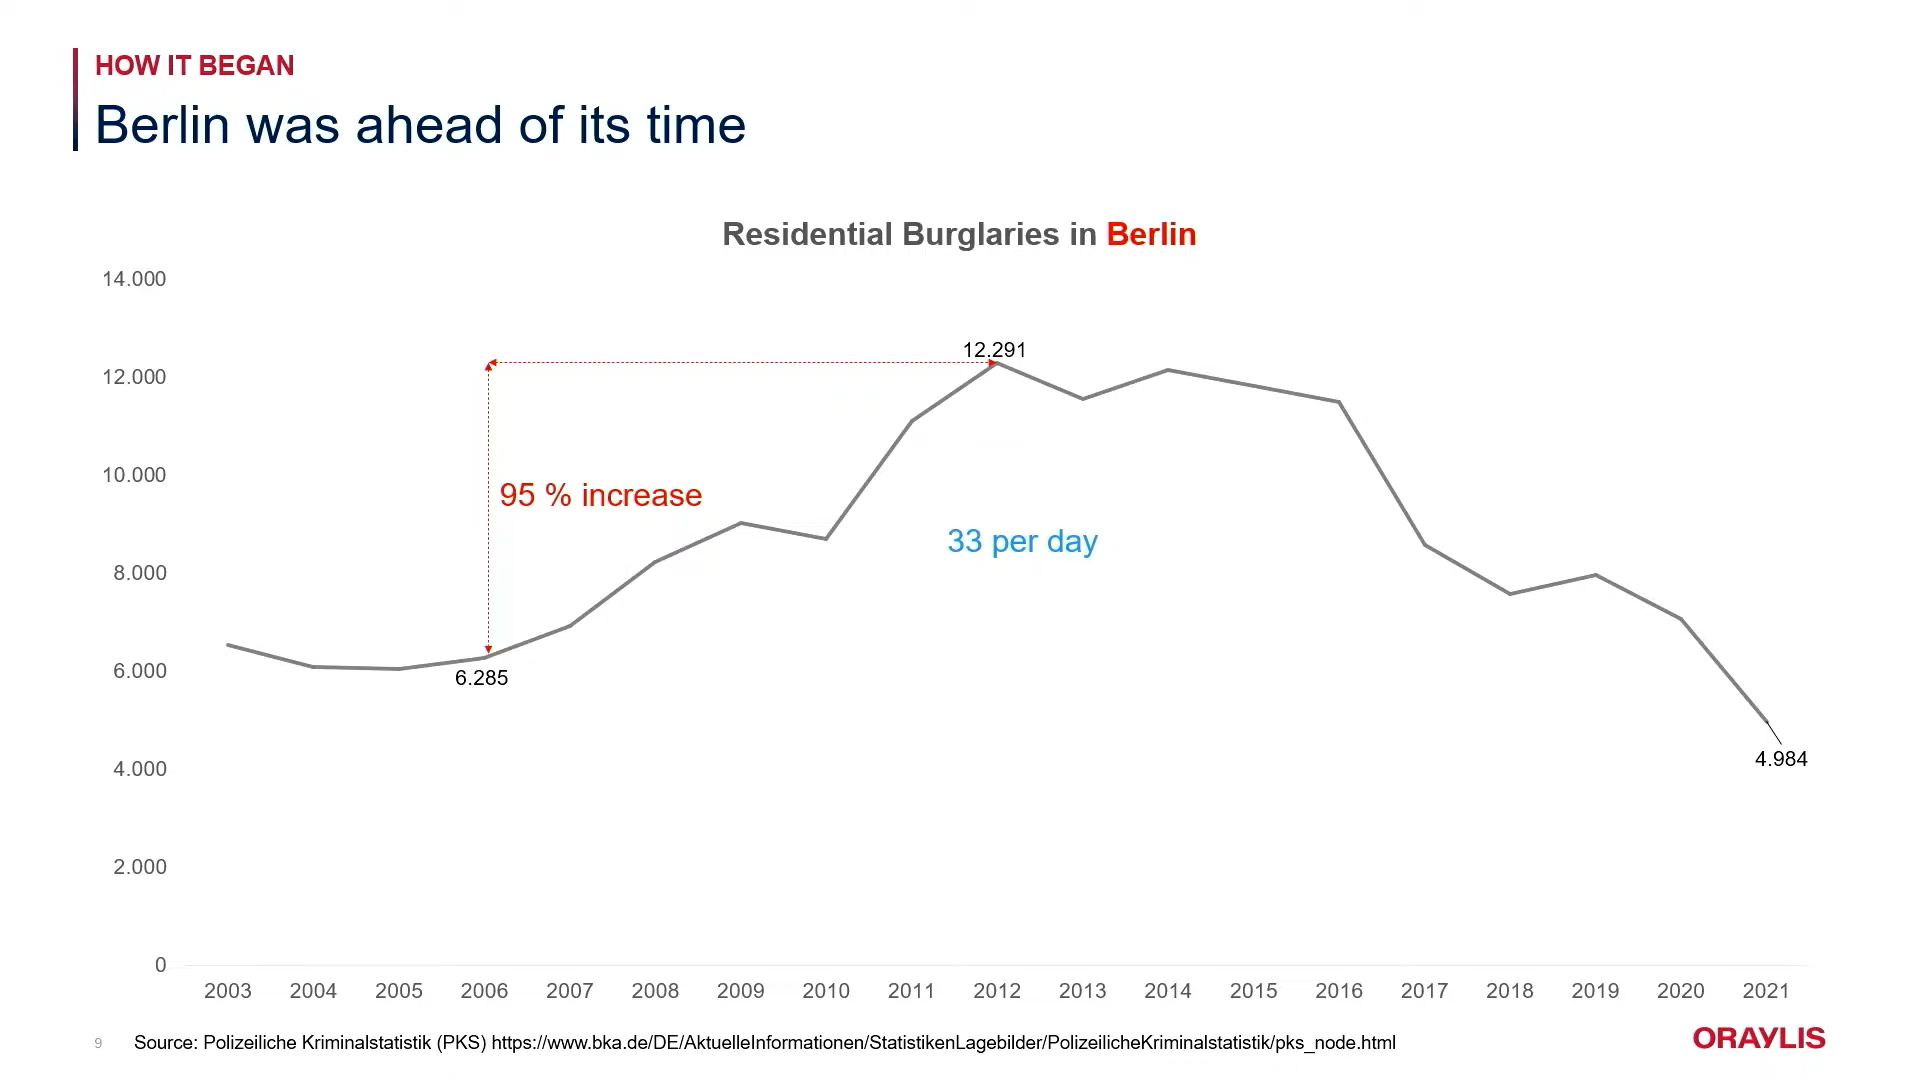 HOW IT BEGAN
Berlin was ahead of its time
Residential Burglaries in Berlin
14.000
12.000
10.000
8.000
6.000
4.000
2.000
0
12.291
95 % increase
33 per day
6.285
4.984
2003 2004 2005 2006 2007 2008 2009 2010 2011 2012 2013 2014 2015 2016 2017 2018 2019 2020 2021
9
Source: Polizeiliche Kriminalstatistik (PKS) https://www.bka.de/DE/AktuelleInformationen/StatistikenLagebilder/PolizeilicheKriminalstatistik/pks_node.html
ORAYLIS